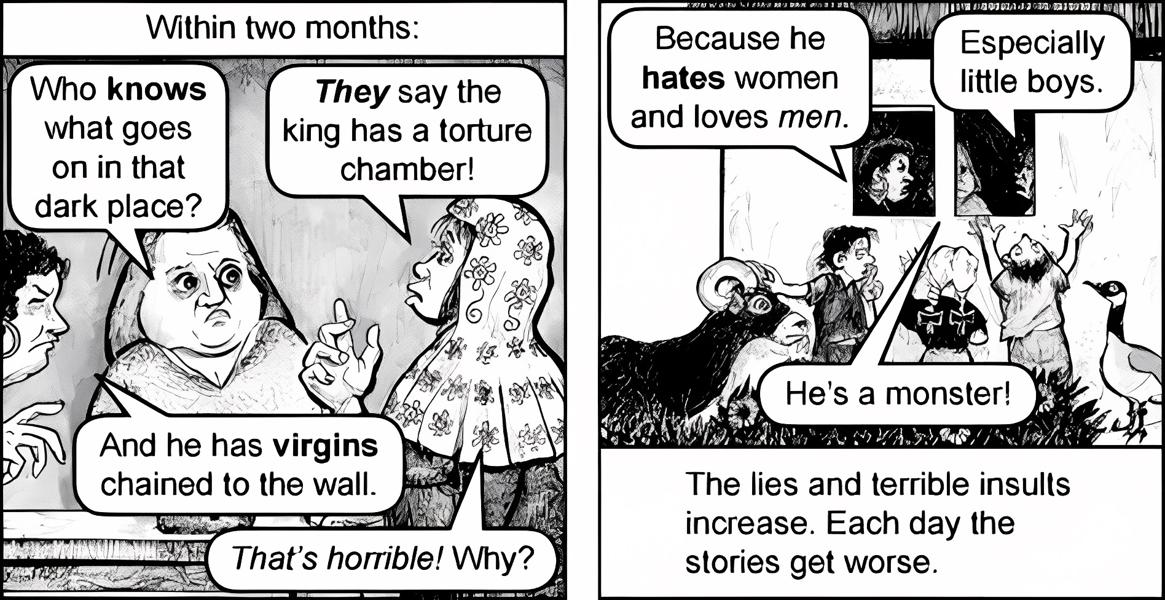 Within two months:
Who knows
what goes
on in that
dark place?
They say the
king has a torture
chamber!
And he has virgins
chained to the wall.
That's horrible! Why?
Because he
hates women
and loves men.
Especially
little boys.
He's a monster!
The lies and terrible insults
increase. Each day the
stories get worse.